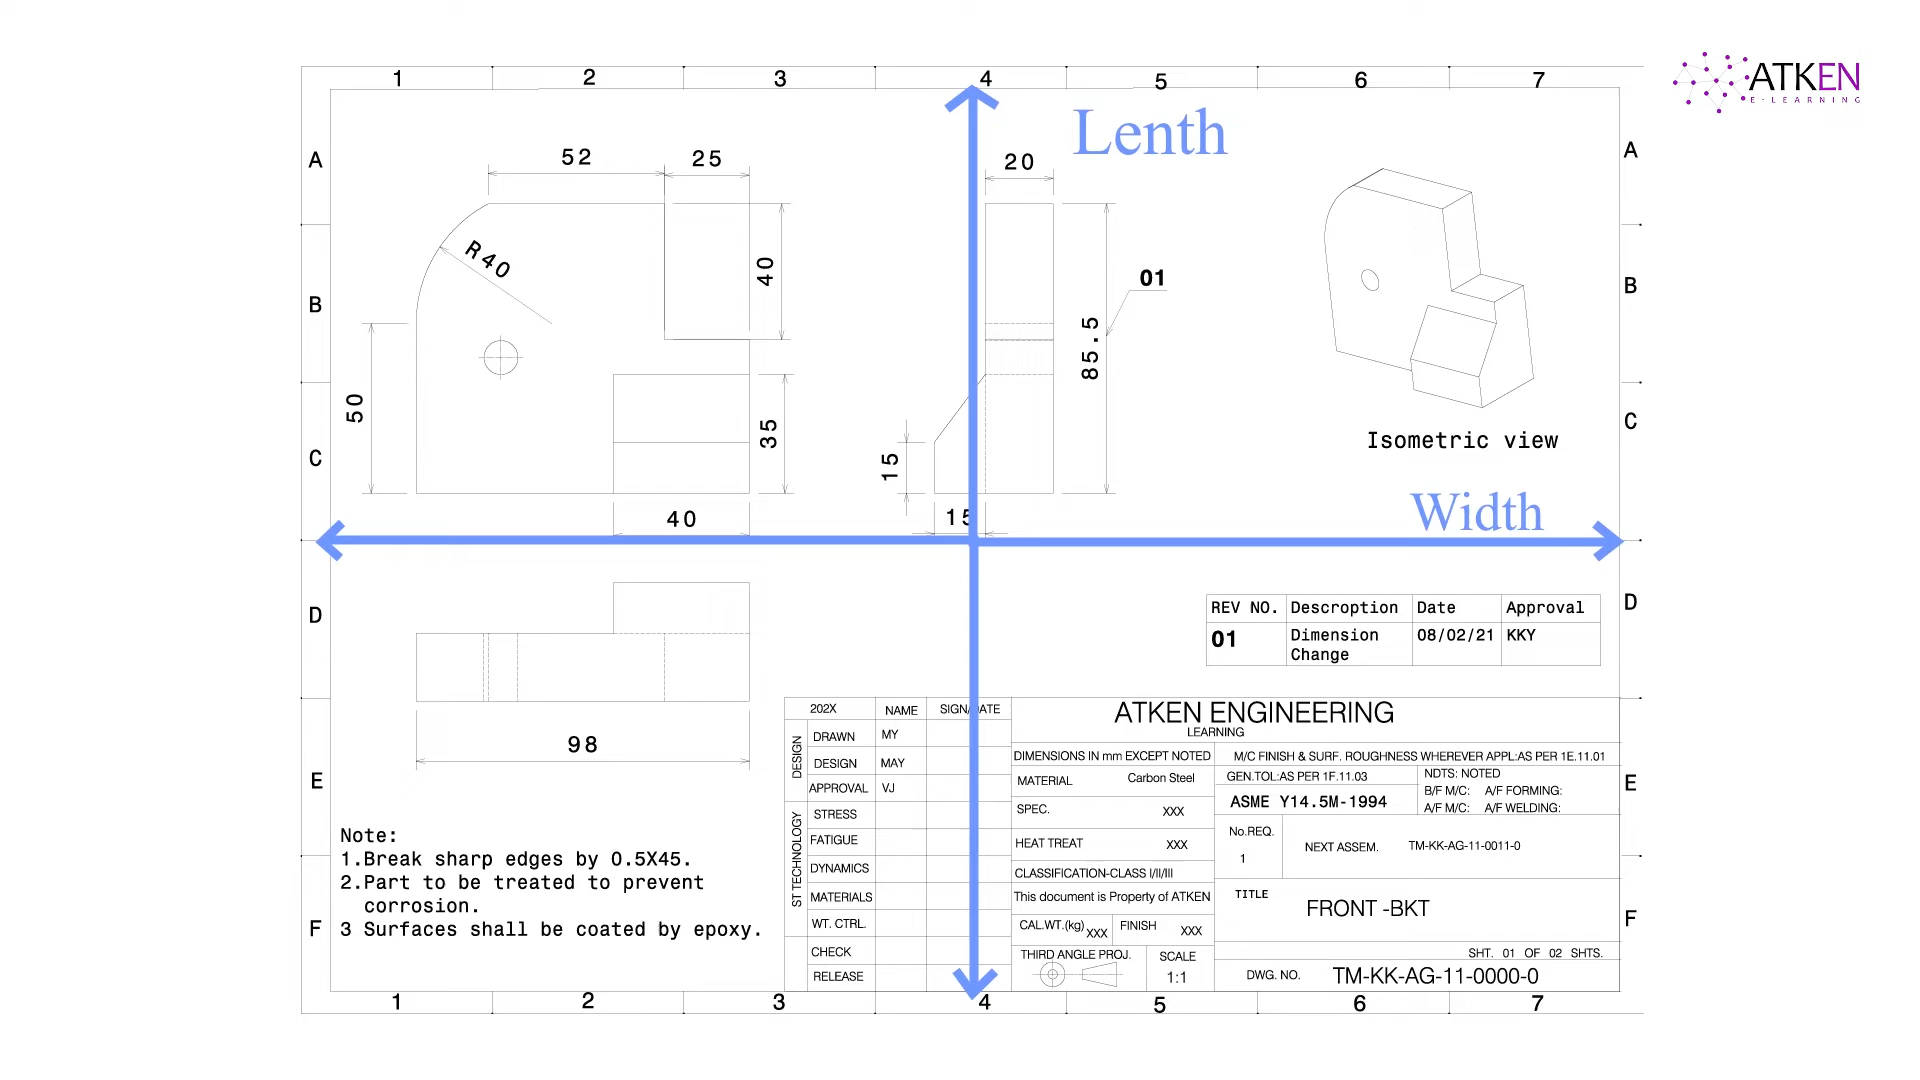 ATKEN
E-LEARNING
1 2 3 4 5 6 7
Lenth
A A
52 25 20
R40
40
B B
01
85.5
50
35
C C
15
Isometric view
Width
40 15
D D
REV NO. Descroption Date Approval
01 Dimension Change 08/02/21 KKY
98
E E
Note:
1.Break sharp edges by 0.5X45.
2.Part to be treated to prevent
corrosion.
3 Surfaces shall be coated by epoxy.
F F
202X NAME SIGN/DATE
DESIGN
DRAWN MY
DESIGN MAY
APPROVAL VJ
ST TECHNOLOGY
STRESS
FATIGUE
DYNAMICS
MATERIALS
WT. CTRL.
CHECK
RELEASE
ATKEN ENGINEERING
LEARNING
DIMENSIONS IN mm EXCEPT NOTED
MATERIAL Carbon Steel
SPEC. XXX
HEAT TREAT XXX
CLASSIFICATION-CLASS I/II/III
This document is Property of ATKEN
CAL.WT.(kg) XXX FINISH XXX
THIRD ANGLE PROJ. SCALE
1:1
M/C FINISH & SURF. ROUGHNESS WHEREVER APPL:AS PER 1E.11.01
GEN.TOL:AS PER 1F.11.03
ASME Y14.5M-1994
NDTS: NOTED
B/F M/C: A/F FORMING:
A/F M/C: A/F WELDING:
No.REQ.
1
NEXT ASSEM. TM-KK-AG-11-0011-0
TITLE
FRONT -BKT
SHT. 01 OF 02 SHTS.
DWG. NO. TM-KK-AG-11-0000-0
1 2 3 4 5 6 7